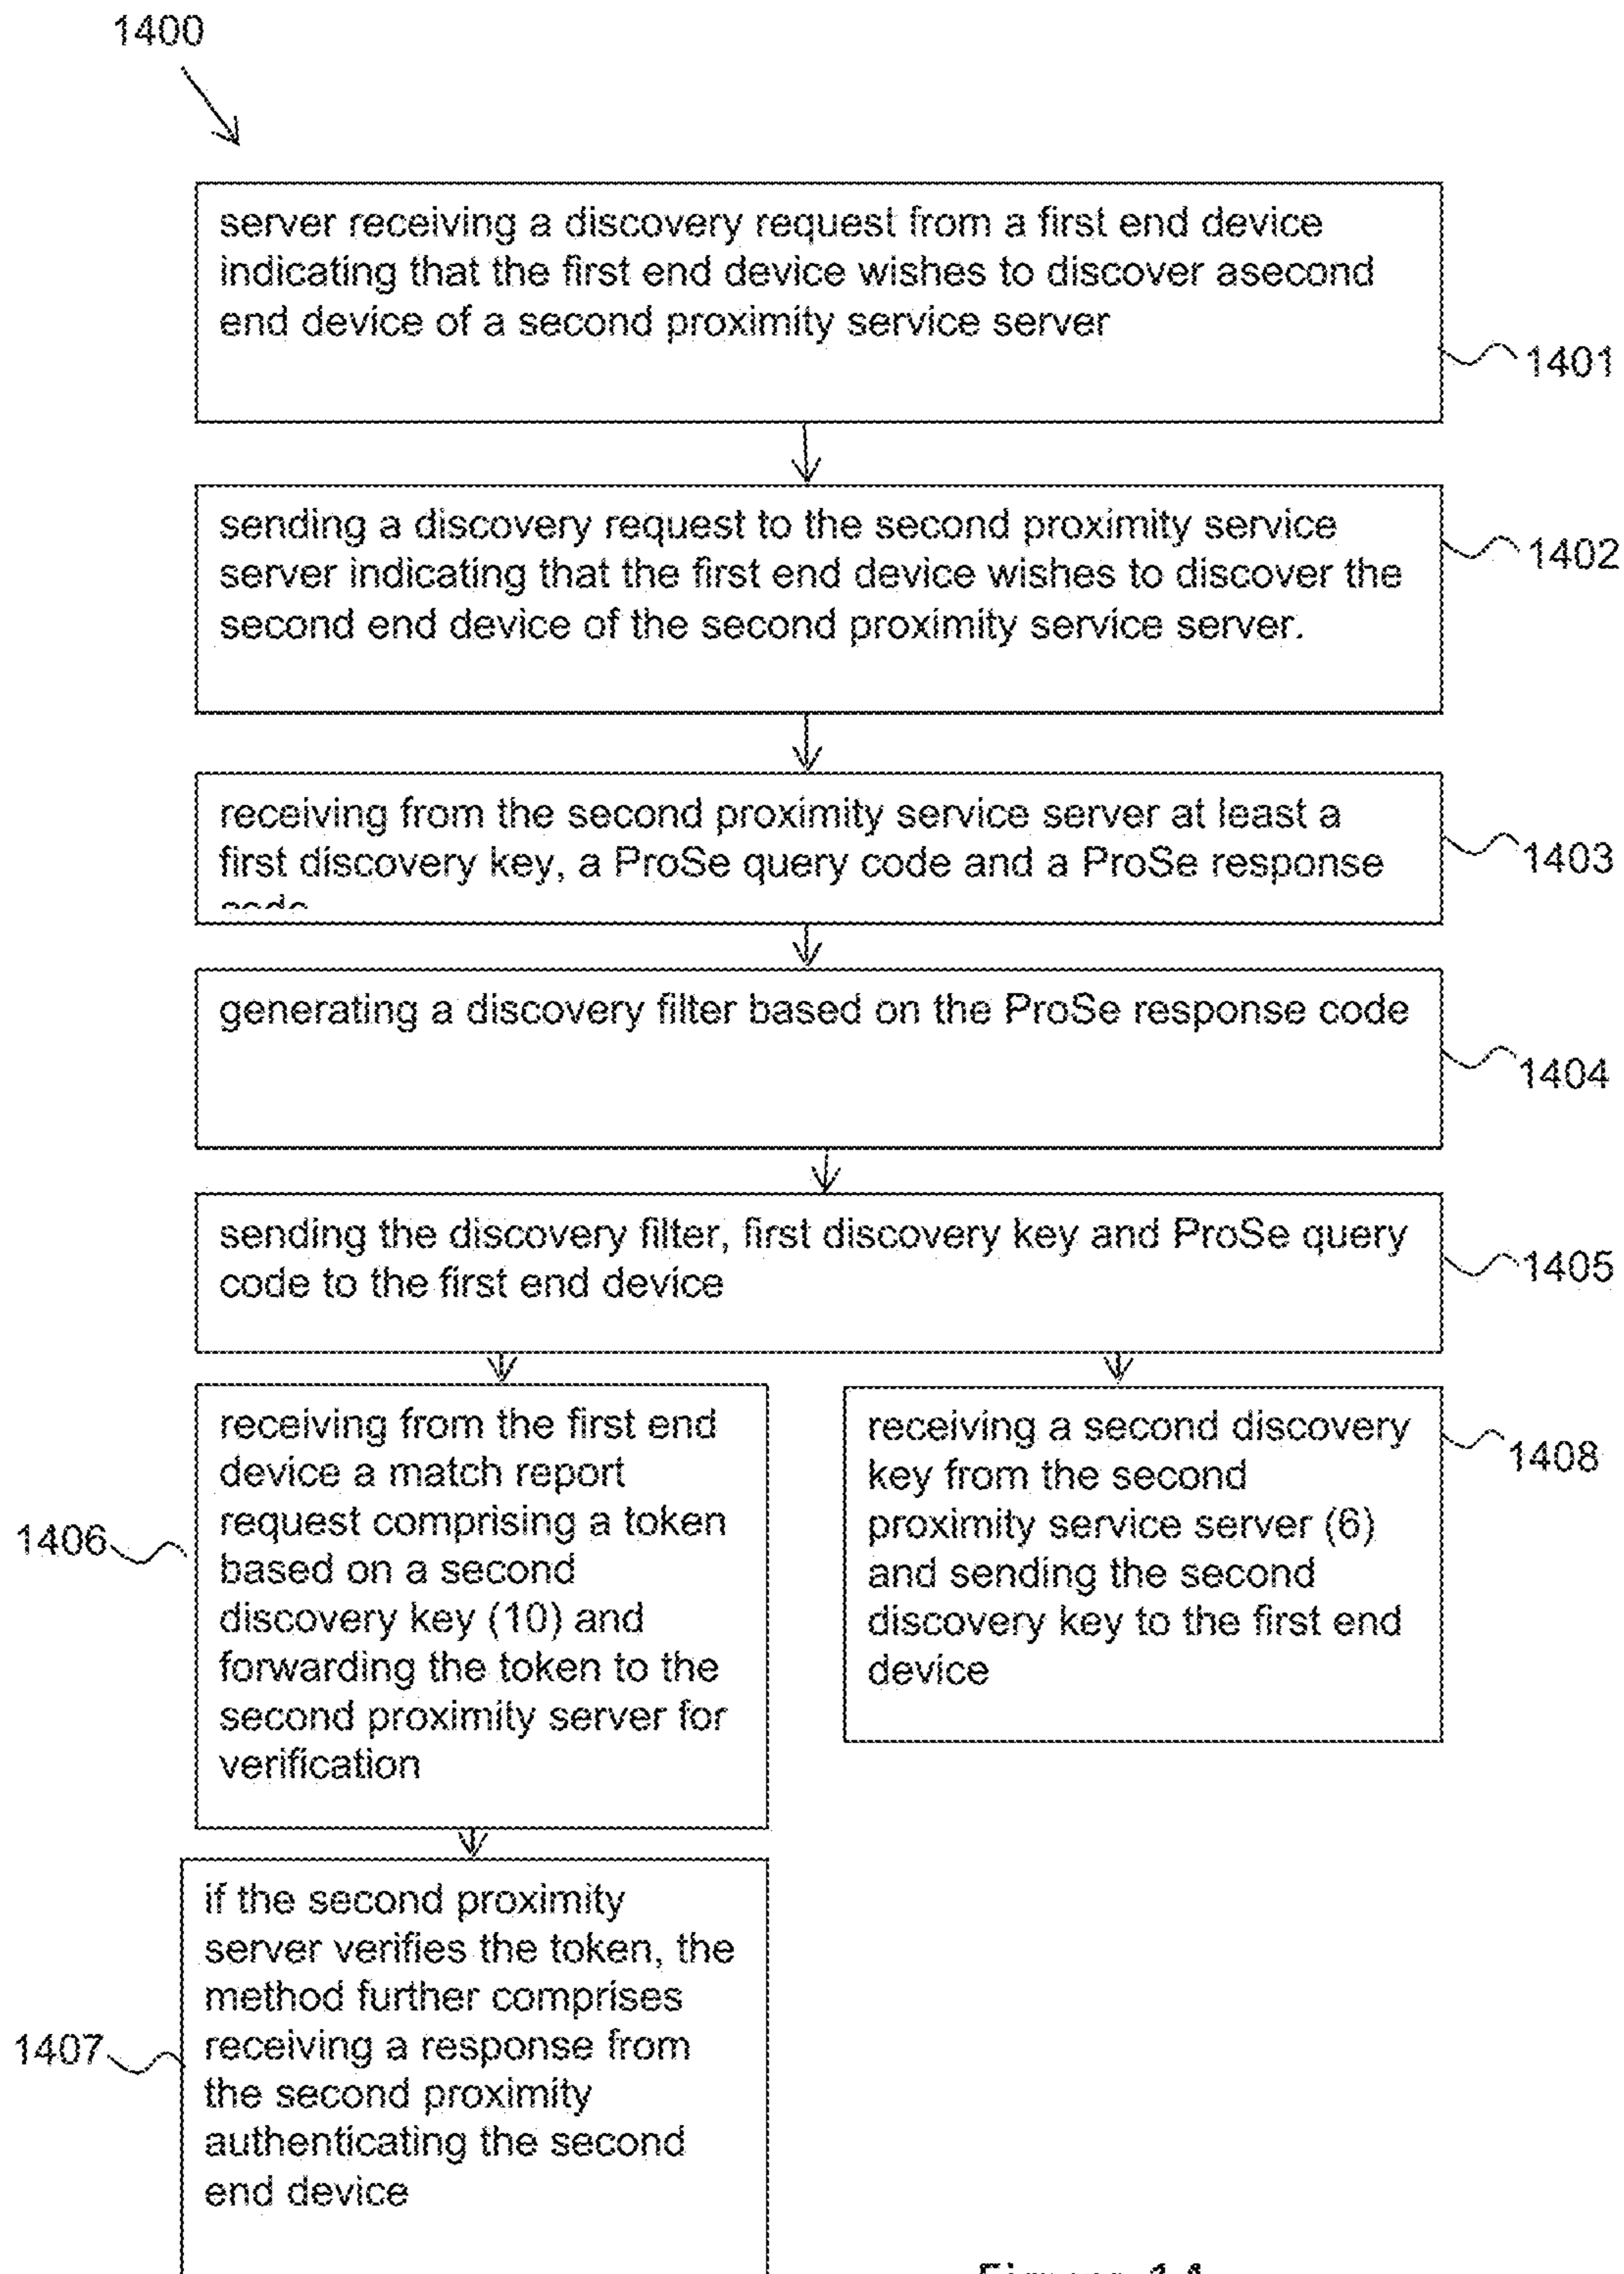 1400
server receiving a discovery request from a first end device
indicating that the first end device wishes to discover asecond
end device of a second proximity service server
1401
sending a discovery request to the second proximity service
server indicating that the first end device wishes to discover the
second end device of the second proximity service server.
1402
receiving from the second proximity service server at least a
first discovery key, a ProSe query code and a ProSe response
1403
generating a discovery filter based on the ProSe response code
1404
sending the discovery filter, first discovery key and ProSe query
code to the first end device
1405
receiving from the first end
device a match report
request comprising a token
based on a second
discovery key (10) and
forwarding the token to the
second proximity server for
verification
1406
receiving a second discovery
key from the second
proximity service server (6)
and sending the second
discovery key to the first end
device
1408
if the second proximity
server verifies the token, the
method further comprises
receiving a response from
the second proximity
authenticating the second
end device
1407